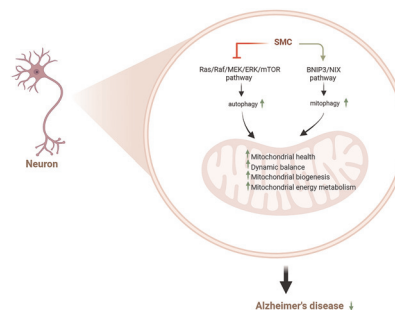 SMC
Ras/Raf/MEK/ERK/mTOR
pathway
BNIP3/NIX
pathway
autophagy ↑
mitophagy ↑
Neuron
↑ Mitochondrial health
↑ Dynamic balance
↑ Mitochondrial biogenesis
↑ Mitochondrial energy metabolism
Alzheimer's disease ↓